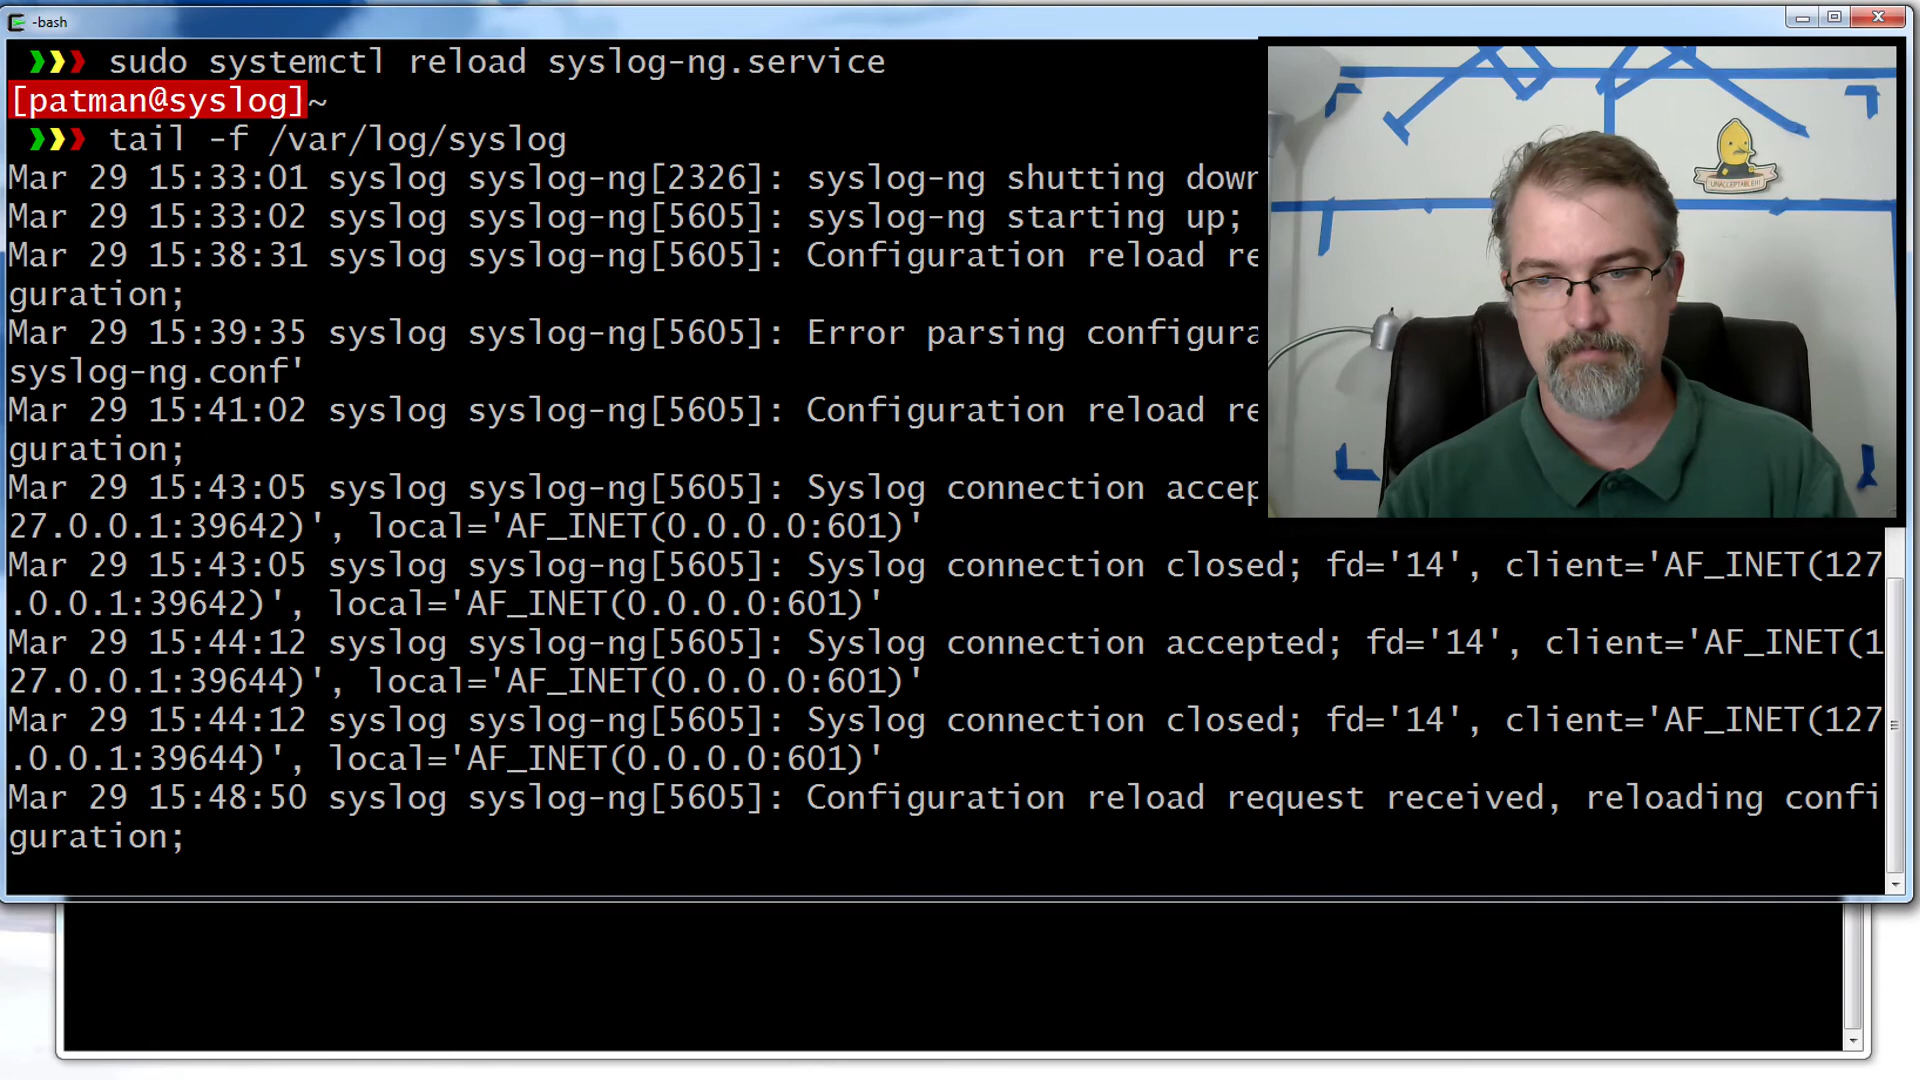 -bash
sudo systemctl reload syslog-ng.service
[patman@syslog]~
tail -f /var/log/syslog
Mar 29 15:33:01 syslog syslog-ng[2326]: syslog-ng shutting down
Mar 29 15:33:02 syslog syslog-ng[5605]: syslog-ng starting up;
Mar 29 15:38:31 syslog syslog-ng[5605]: Configuration reload re
guration;
Mar 29 15:39:35 syslog syslog-ng[5605]: Error parsing configura
syslog-ng.conf'
Mar 29 15:41:02 syslog syslog-ng[5605]: Configuration reload re
guration;
Mar 29 15:43:05 syslog syslog-ng[5605]: Syslog connection accep
27.0.0.1:39642)', local='AF_INET(0.0.0.0:601)'
Mar 29 15:43:05 syslog syslog-ng[5605]: Syslog connection closed; fd='14', client='AF_INET(127
.0.0.1:39642)', local='AF_INET(0.0.0.0:601)'
Mar 29 15:44:12 syslog syslog-ng[5605]: Syslog connection accepted; fd='14', client='AF_INET(1
27.0.0.1:39644)', local='AF_INET(0.0.0.0:601)'
Mar 29 15:44:12 syslog syslog-ng[5605]: Syslog connection closed; fd='14', client='AF_INET(127
.0.0.1:39644)', local='AF_INET(0.0.0.0:601)'
Mar 29 15:48:50 syslog syslog-ng[5605]: Configuration reload request received, reloading confi
guration;
UNACCEPTABLE!!